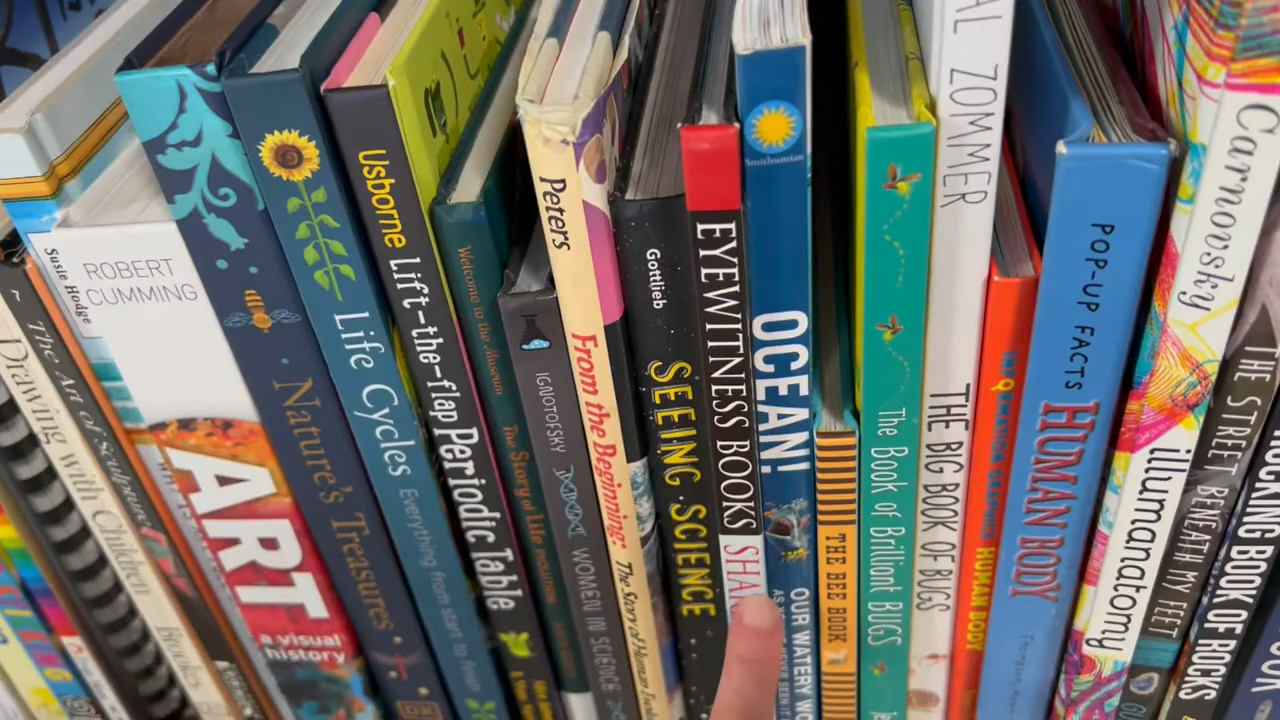 Drawing with Children
Brookes
The Art of Sculpture
Susie Hodge
ROBERT
CUMMING
ART
a visual
history
Nature's Treasures
DK
Life Cycles Everything from start to finish
Usborne Lift-the-flap Periodic Table
Welcome to the Museum
The Story of Life
IGNOTOFSKY WOMEN IN SCIENCE
Peters From the Beginning: The Story of Human
Gottlieb SEEING SCIENCE
EYEWITNESS BOOKS
Smithsonian
OCEAN!
OUR WATERY
THE BEE BOOK
The Book of Brilliant BUGS
ZOMMER THE BIG BOOK OF BUGS
HUMAN BODY
POP-UP FACTS HUMAN BODY
Carnovsky illumanatomy
THE STREET BENEATH MY FEET
BOOK OF ROCKS